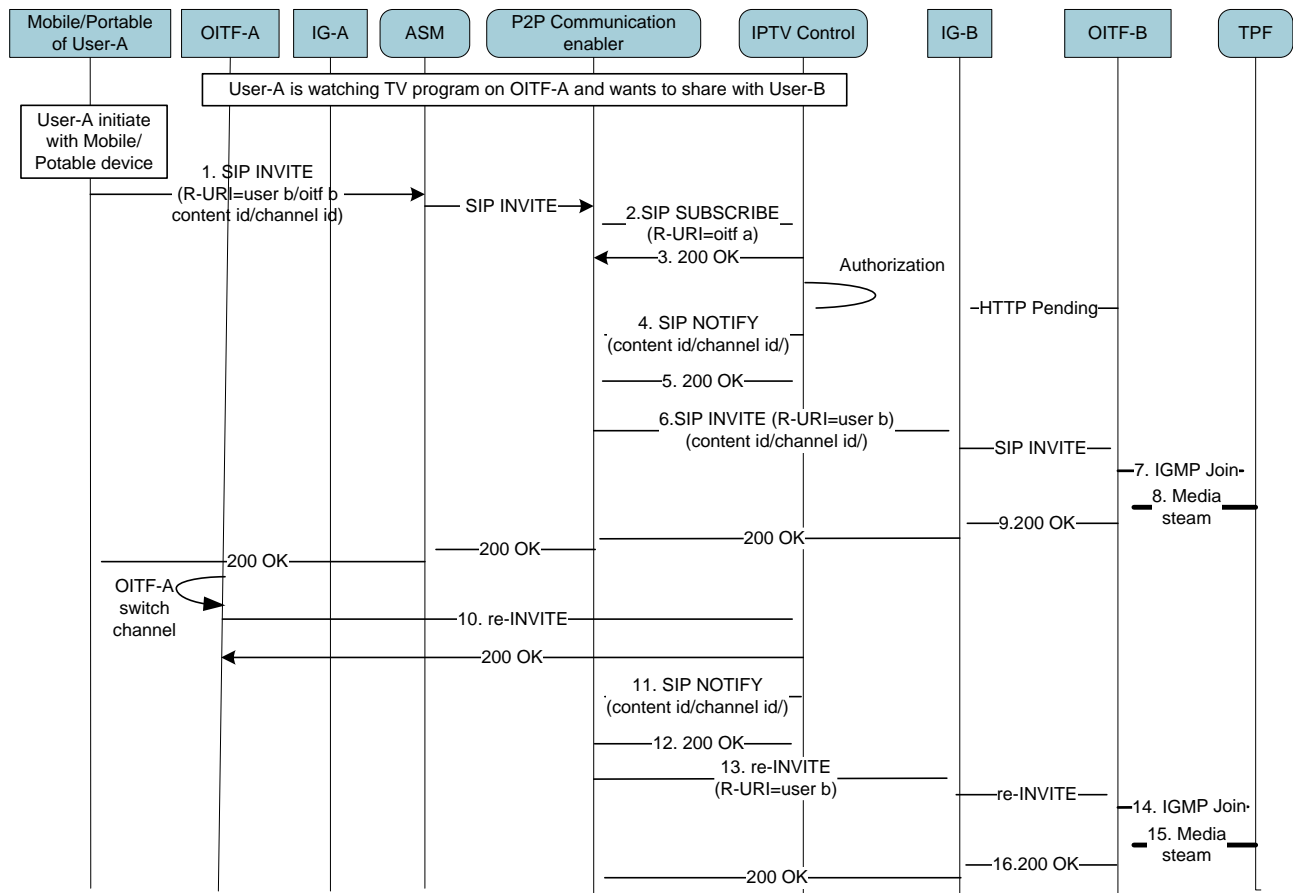 Mobile/Portable
of User-A
OITF-A
IG-A
ASM
P2P Communication
enabler
IPTV Control
IG-B
OITF-B
TPF
User-A is watching TV program on OITF-A and wants to share with User-B
User-A initiate
with Mobile/
Potable device
1. SIP INVITE
(R-URI=user b/oitf b
content id/channel id)
SIP INVITE
2.SIP SUBSCRIBE
(R-URI=oitf a)
3. 200 OK
Authorization
HTTP Pending
4. SIP NOTIFY
(content id/channel id/)
5. 200 OK
6.SIP INVITE (R-URI=user b)
(content id/channel id/)
SIP INVITE
7. IGMP Join
8. Media
steam
9.200 OK
200 OK
200 OK
200 OK
OITF-A
switch
channel
10. re-INVITE
200 OK
11. SIP NOTIFY
(content id/channel id/)
12. 200 OK
13. re-INVITE
(R-URI=user b)
re-INVITE
14. IGMP Join
15. Media
steam
16.200 OK
200 OK